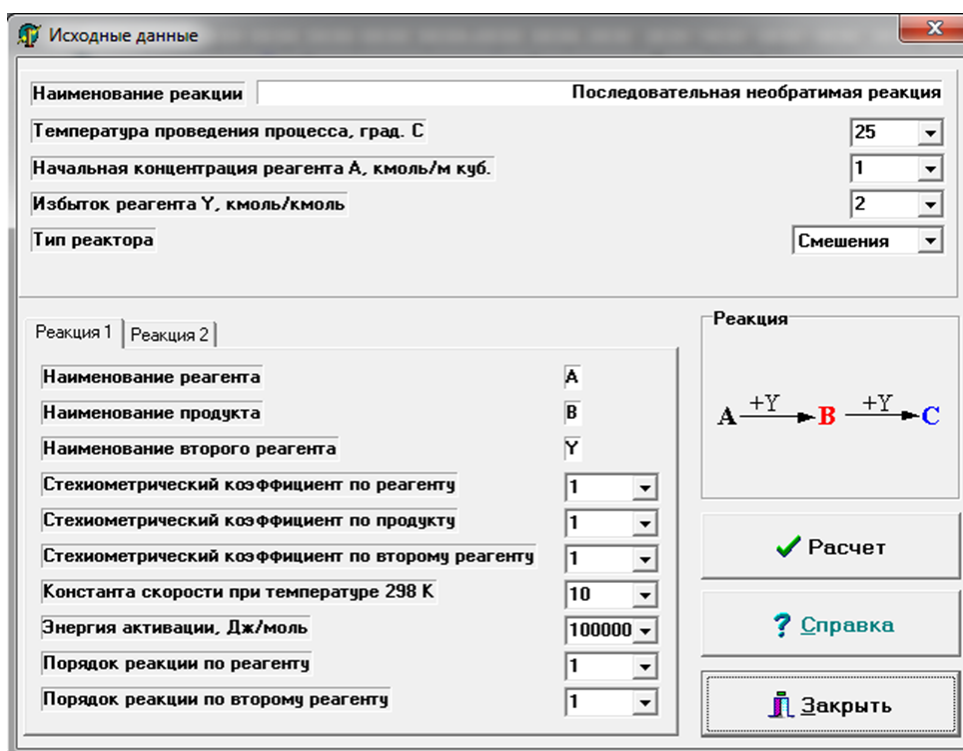 Исходные данные
Наименование реакции Последовательная необратимая реакция
Температура проведения процесса, град. С 25
Начальная концентрация реагента А, кмоль/м куб. 1
Избыток реагента Y, кмоль/кмоль 2
Тип реактора Смешения
Реакция 1 Реакция 2
Наименование реагента A
Наименование продукта B
Наименование второго реагента Y
Стехиометрический коэффициент по реагенту 1
Стехиометрический коэффициент по продукту 1
Стехиометрический коэффициент по второму реагенту 1
Константа скорости при температуре 298 К 10
Энергия активации, Дж/моль 100000
Порядок реакции по реагенту 1
Порядок реакции по второму реагенту 1
Реакция
A +Y B +Y C
Расчет
? Справка
Закрыть